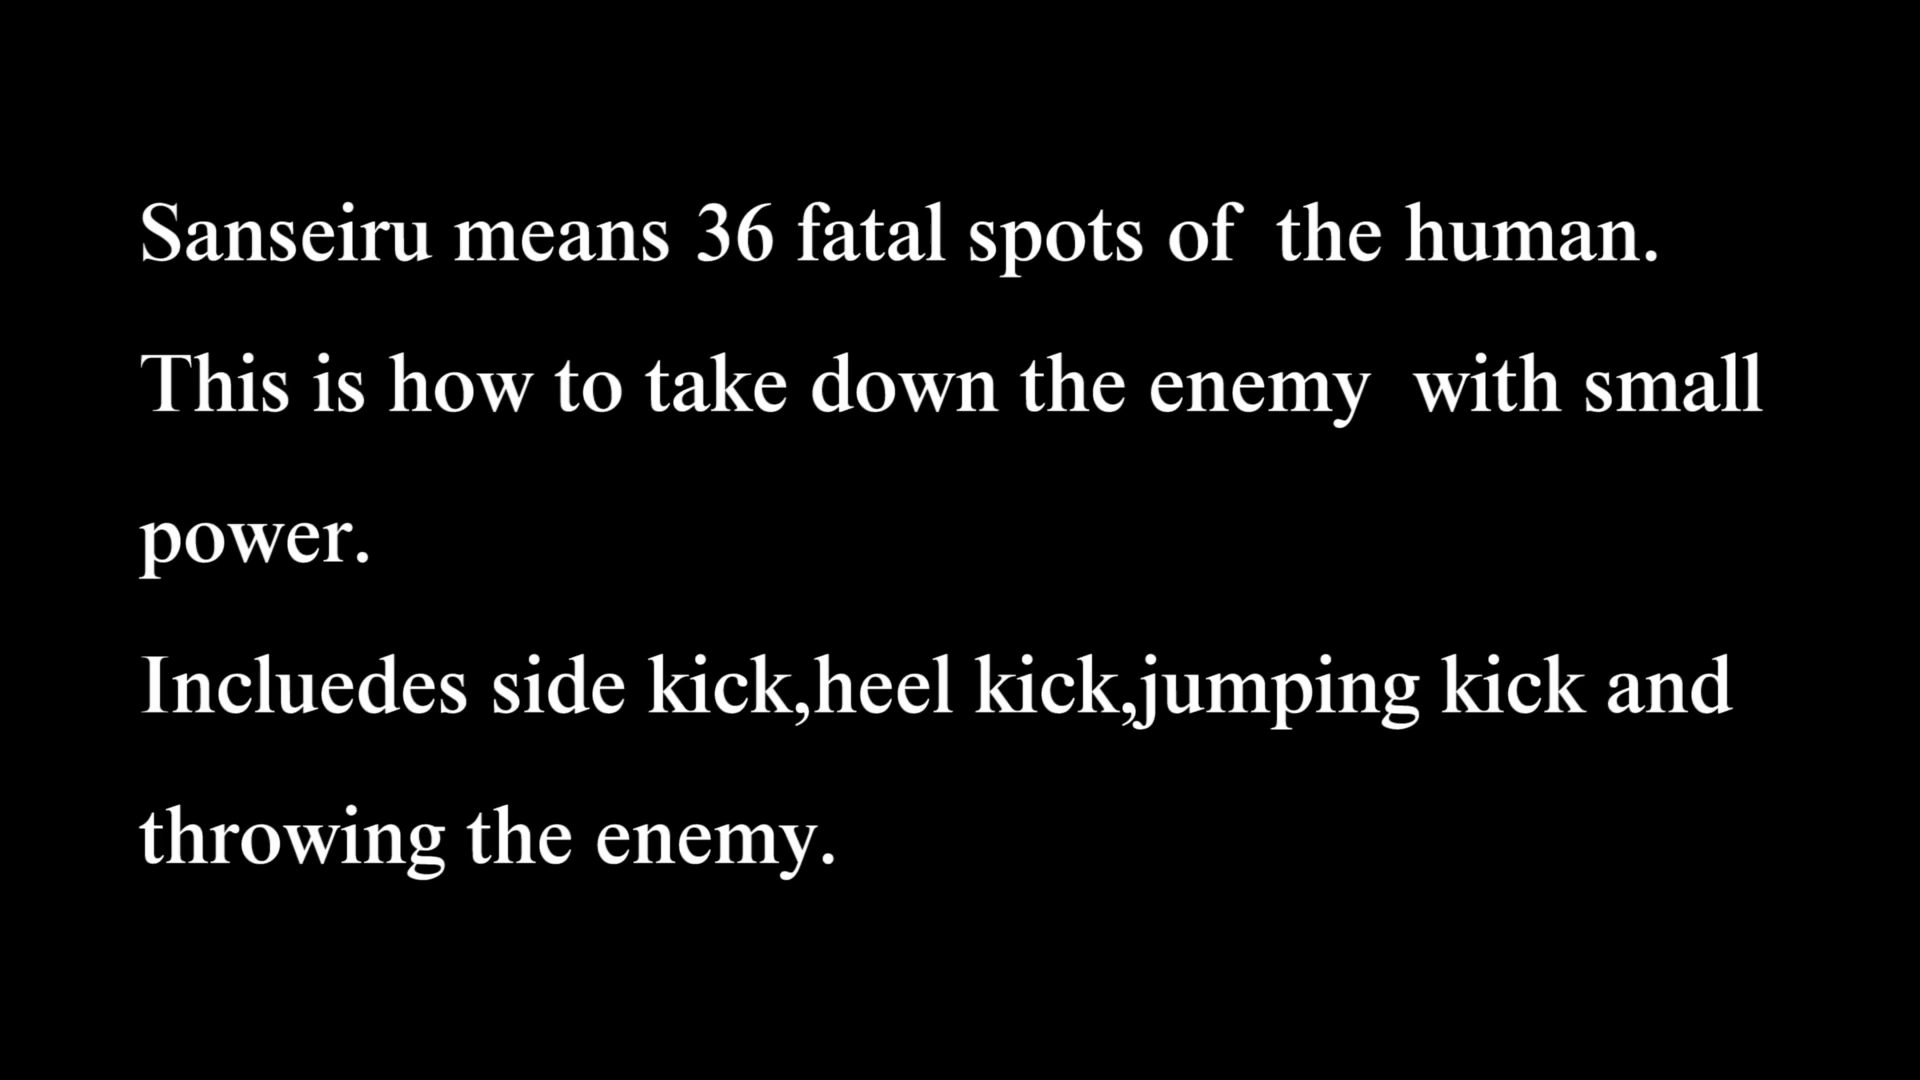 Sanseiru means 36 fatal spots of  the human.
This is how to take down the enemy  with small
power.
Incluedes side kick,heel kick,jumping kick and
throwing the enemy.